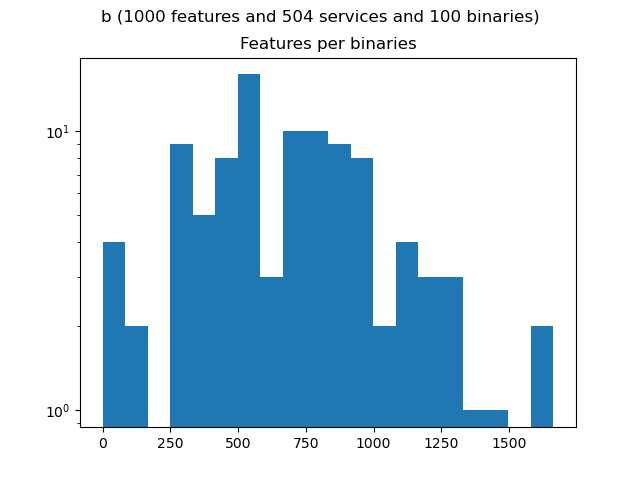 b (1000 features and 504 services and 100 binaries)
Features per binaries
10¹
10⁰
0 250 500 750 1000 1250 1500